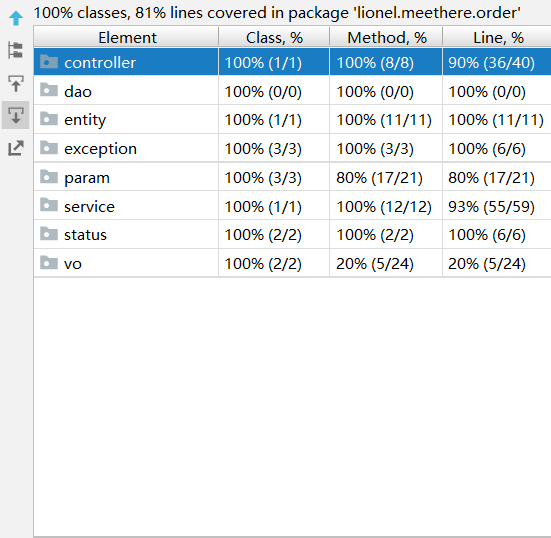 100% classes, 81% lines covered in package 'lionel.meethere.order'
Element Class, % Method, % Line, %
controller 100% (1/1) 100% (8/8) 90% (36/40)
dao 100% (0/0) 100% (0/0) 100% (0/0)
entity 100% (1/1) 100% (11/11) 100% (11/11)
exception 100% (3/3) 100% (3/3) 100% (6/6)
param 100% (3/3) 80% (17/21) 80% (17/21)
service 100% (1/1) 100% (12/12) 93% (55/59)
status 100% (2/2) 100% (2/2) 100% (6/6)
vo 100% (2/2) 20% (5/24) 20% (5/24)